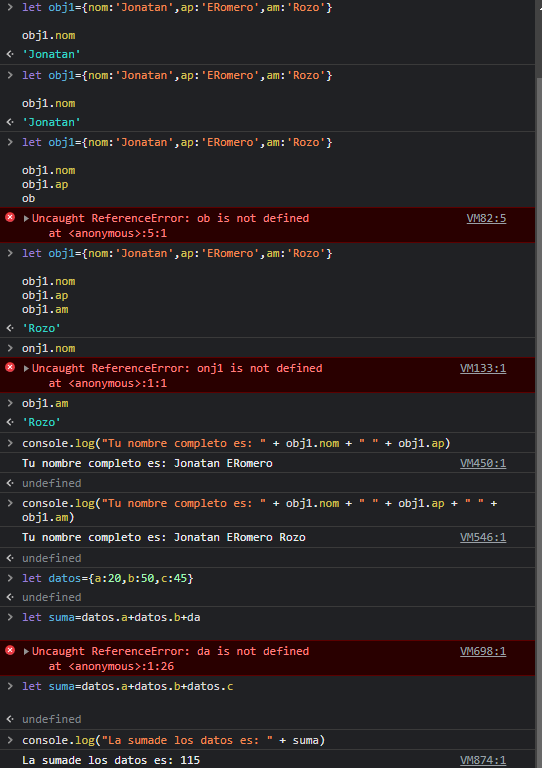 let obj1={nom:'Jonatan',ap:'ERomero',am:'Rozo'}
obj1.nom
'Jonatan'
let obj1={nom:'Jonatan',ap:'ERomero',am:'Rozo'}
obj1.nom
'Jonatan'
let obj1={nom:'Jonatan',ap:'ERomero',am:'Rozo'}
obj1.nom
obj1.ap
ob
Uncaught ReferenceError: ob is not defined VM82:5
at <anonymous>:5:1
let obj1={nom:'Jonatan',ap:'ERomero',am:'Rozo'}
obj1.nom
obj1.ap
obj1.am
'Rozo'
onj1.nom
Uncaught ReferenceError: onj1 is not defined VM133:1
at <anonymous>:1:1
obj1.am
'Rozo'
console.log("Tu nombre completo es: " + obj1.nom + " " + obj1.ap)
Tu nombre completo es: Jonatan ERomero VM450:1
undefined
console.log("Tu nombre completo es: " + obj1.nom + " " + obj1.ap + " " +
obj1.am)
Tu nombre completo es: Jonatan ERomero Rozo VM546:1
undefined
let datos={a:20,b:50,c:45}
undefined
let suma=datos.a+datos.b+da
Uncaught ReferenceError: da is not defined VM698:1
at <anonymous>:1:26
let suma=datos.a+datos.b+datos.c
undefined
console.log("La sumade los datos es: " + suma)
La sumade los datos es: 115 VM874:1